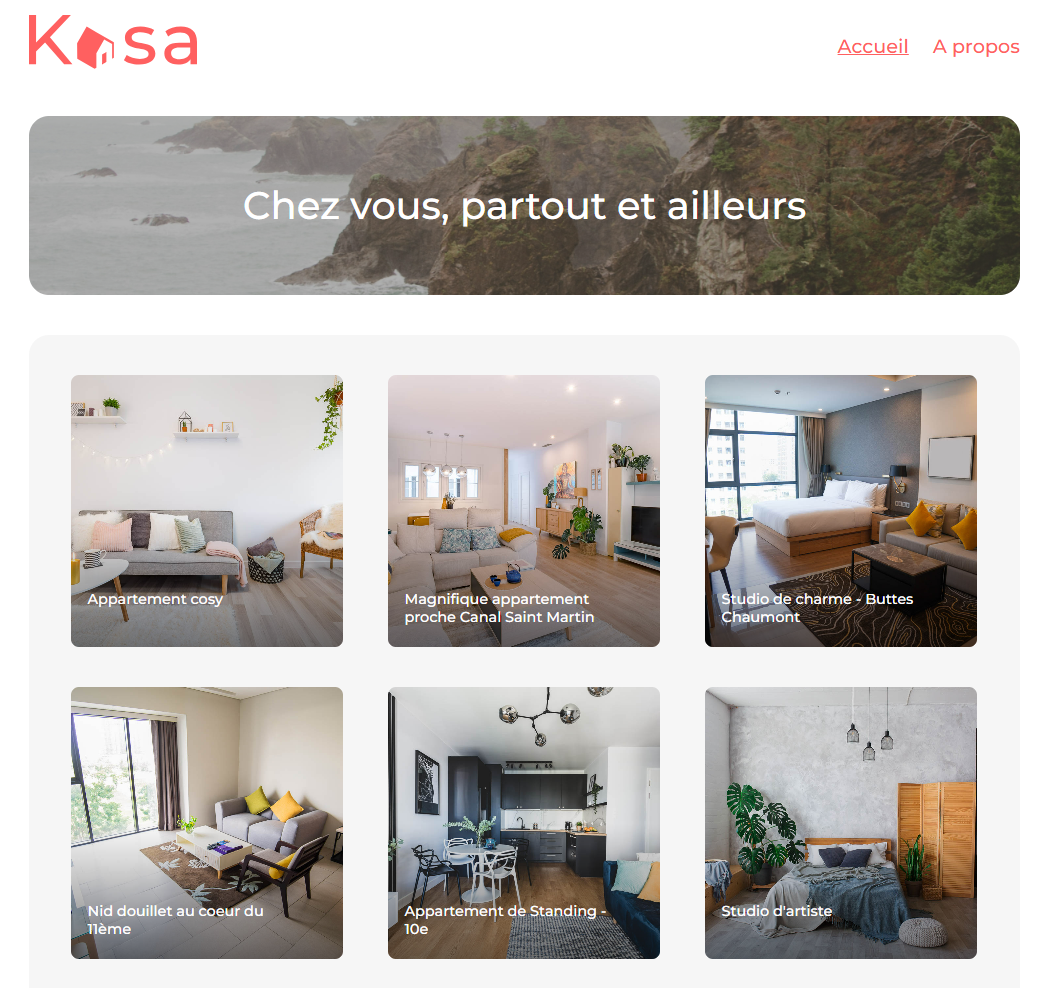 Kasa
Accueil A propos
Chez vous, partout et ailleurs
Appartement cosy
Magnifique appartement
proche Canal Saint Martin
Studio de charme - Buttes
Chaumont
Nid douillet au coeur du
11ème
Appartement de Standing -
10e
Studio d'artiste